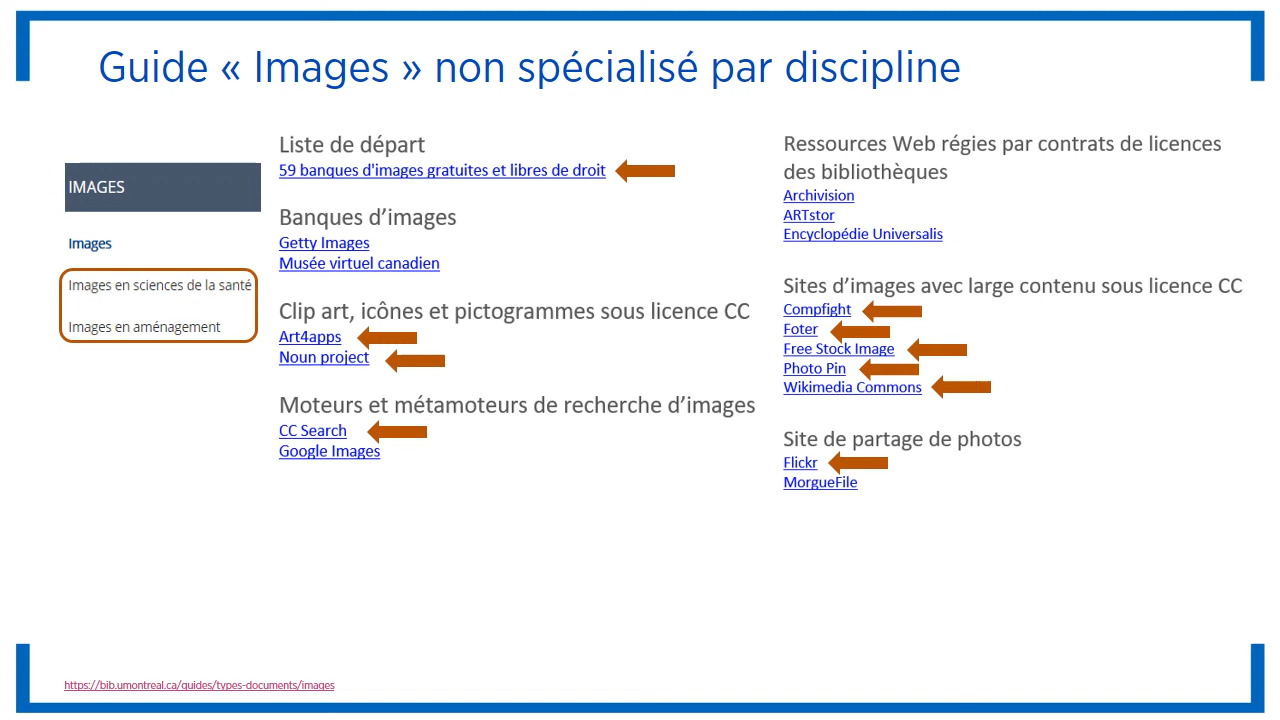 Guide « Images » non spécialisé par discipline
IMAGES
Images
Images en sciences de la santé
Images en aménagement
Liste de départ
59 banques d'images gratuites et libres de droit
Banques d’images
Getty Images
Musée virtuel canadien
Clip art, icônes et pictogrammes sous licence CC
Art4apps
Noun project
Moteurs et métamoteurs de recherche d’images
CC Search
Google Images
Ressources Web régies par contrats de licences
des bibliothèques
Archivision
ARTstor
Encyclopédie Universalis
Sites d’images avec large contenu sous licence CC
Compfight
Foter
Free Stock Image
Photo Pin
Wikimedia Commons
Site de partage de photos
Flickr
MorgueFile
https://bib.umontreal.ca/guides/types-documents/images